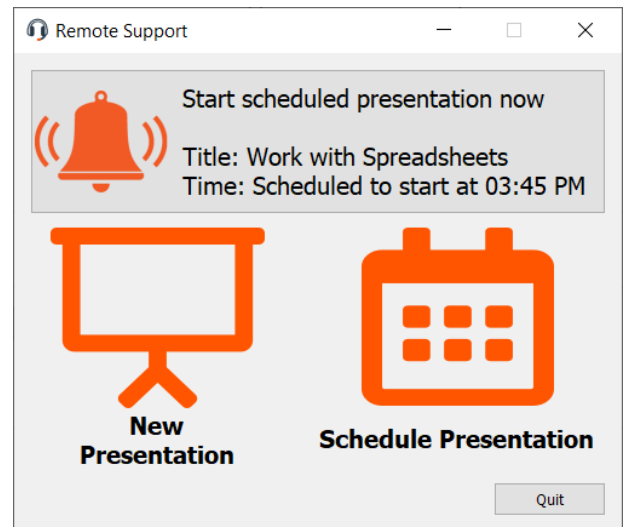 Remote Support
Start scheduled presentation now
Title: Work with Spreadsheets
Time: Scheduled to start at 03:45 PM
New
Presentation
Schedule Presentation
Quit